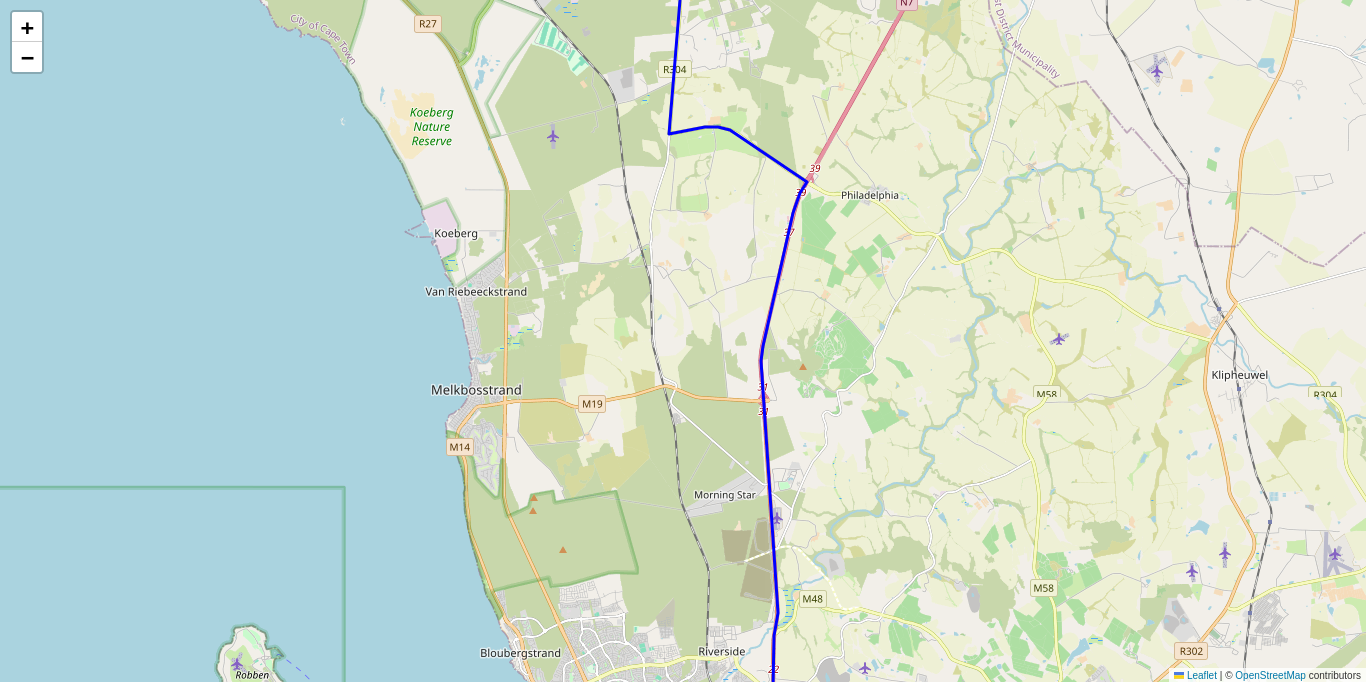 +
−
City of Cape Town
R27
N7
st District Municipality
R304
Koeberg
Nature
Reserve
39
39
Philadelphia
37
Koeberg
Van Riebeeckstrand
Melkbosstrand
M19
31
31
M58
Klipheuwel
R304
M14
Morning Star
M48
M58
Bloubergstrand
Riverside
R302
22
Robben
Leaflet | © OpenStreetMap contributors